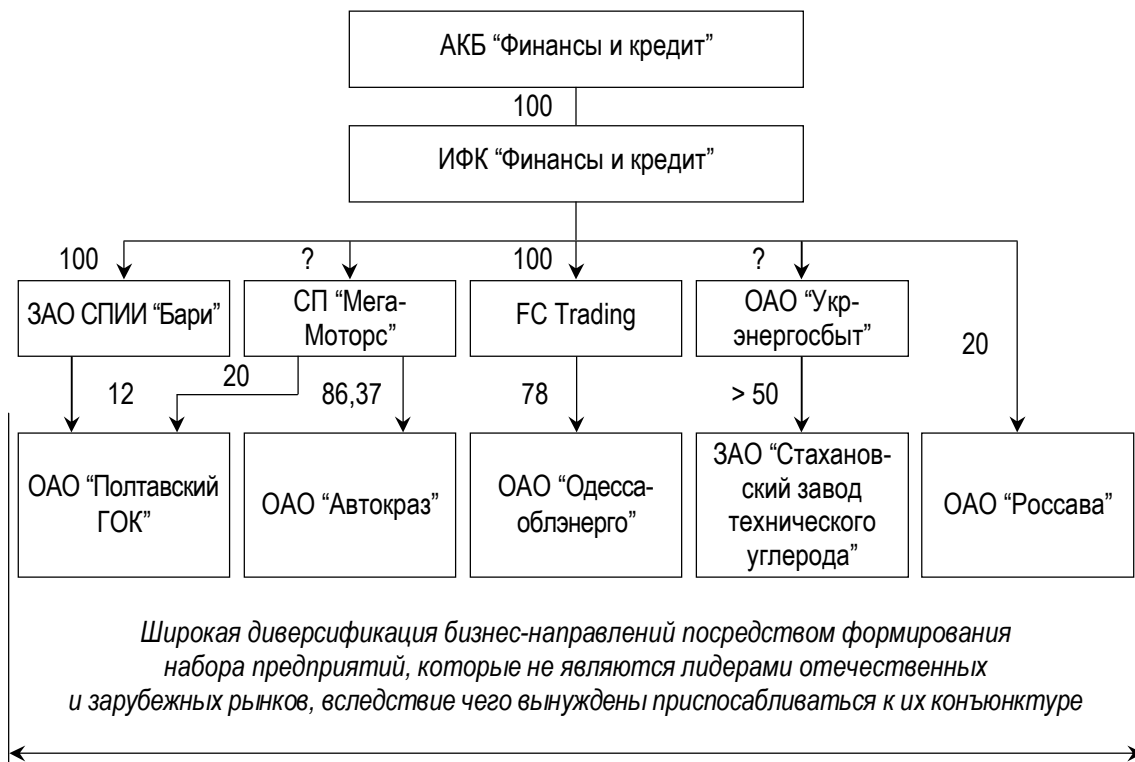 АКБ “Финансы и кредит”
100
ИФК “Финансы и кредит”
100
?
100
?
ЗАО СПИИ “Бари”
СП “Мега-
Моторс”
FC Trading
ОАО “Укр-
энергосбыт”
20
12
20
86,37
78
> 50
ОАО “Полтавский
ГОК”
ОАО “Автокраз”
ОАО “Одесса-
облэнерго”
ЗАО “Стаханов-
ский завод
технического
углерода”
ОАО “Россава”
Широкая диверсификация бизнес-направлений посредством формирования
набора предприятий, которые не являются лидерами отечественных
и зарубежных рынков, вследствие чего вынуждены приспосабливаться к их конъюнктуре